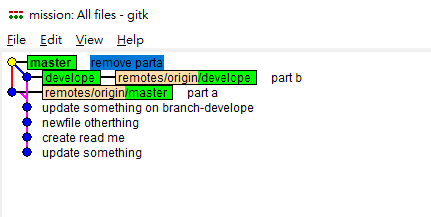 mission: All files - gitk
File Edit View Help
master remove parta
develope remotes/origin/develope part b
remotes/origin/master part a
update something on branch-develope
newfile otherthing
create read me
update something